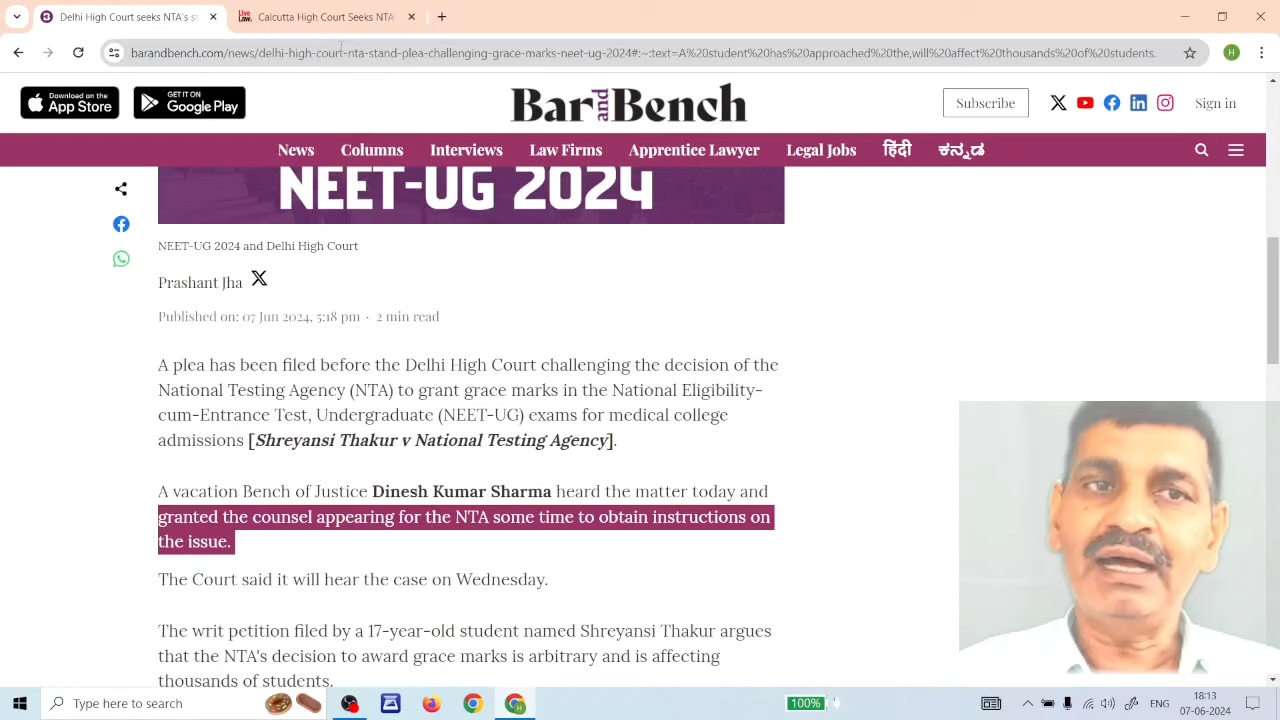 Delhi High Court Seeks NTA's st
Live Law
Calcutta High Court Seeks NTA
barandbench.com/news/delhi-high-court-nta-stand-plea-challenging-grace-marks-neet-ug-2024#:~:text=A%20student%20has%20approached%20the,will%20affect%20thousands%20of%20students.
H
Download on the
App Store
GET IT ON
Google Play
Bar and Bench
Subscribe
Sign in
News Columns Interviews Law Firms Apprentice Lawyer Legal Jobs हिंदी ಕನ್ನಡ
NEET-UG 2024
NEET-UG 2024 and Delhi High Court
Prashant Jha
Published on: 07 Jun 2024, 5:18 pm · 2 min read
A plea has been filed before the Delhi High Court challenging the decision of the
National Testing Agency (NTA) to grant grace marks in the National Eligibility-
cum-Entrance Test, Undergraduate (NEET-UG) exams for medical college
admissions [Shreyansi Thakur v National Testing Agency].
A vacation Bench of Justice Dinesh Kumar Sharma heard the matter today and
granted the counsel appearing for the NTA some time to obtain instructions on
the issue.
The Court said it will hear the case on Wednesday.
The writ petition filed by a 17-year-old student named Shreyansi Thakur argues
that the NTA's decision to award grace marks is arbitrary and is affecting
thousands of students.
Type here to search
100%
ENG
18:13
07-06-2024